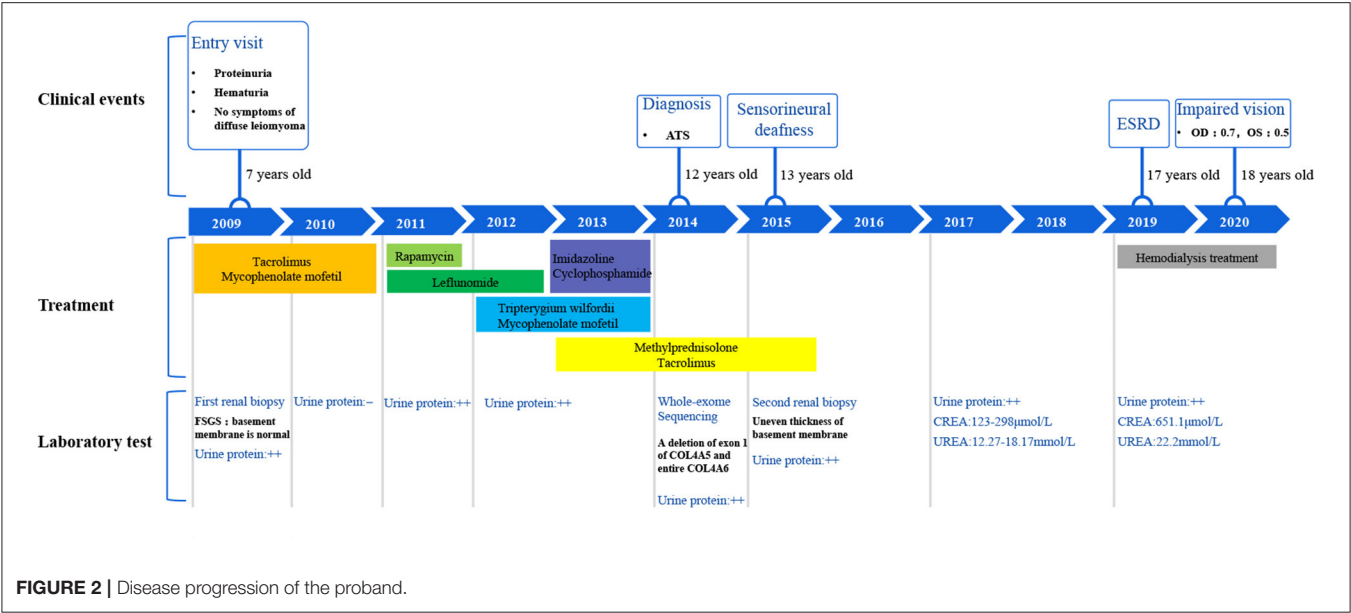 Clinical events
Entry visit
• Proteinuria
• Hematuria
• No symptoms of
diffuse leiomyoma
7 years old
Diagnosis
• ATS
12 years old
Sensorineural
deafness
13 years old
ESRD
17 years old
Impaired vision
• OD：0.7，OS：0.5
18 years old
2009
2010
2011
2012
2013
2014
2015
2016
2017
2018
2019
2020
Treatment
Tacrolimus
Mycophenolate mofetil
Rapamycin
Leflunomide
Imidazoline
Cyclophosphamide
Tripterygium wilfordii
Mycophenolate mofetil
Methylprednisolone
Tacrolimus
Hemodialysis treatment
Laboratory test
First renal biopsy
FSGS；basement
membrane is normal
Urine protein:++
Urine protein:–
Urine protein:++
Urine protein:++
Whole-exome
Sequencing
A deletion of exon 1
of COL4A5 and
entire COL4A6
Urine protein:++
Second renal biopsy
Uneven thickness of
basement membrane
Urine protein:++
Urine protein:++
CREA:123-298μmol/L
UREA:12.27-18.17mmol/L
Urine protein:++
CREA:651.1μmol/L
UREA:22.2mmol/L
FIGURE 2 | Disease progression of the proband.